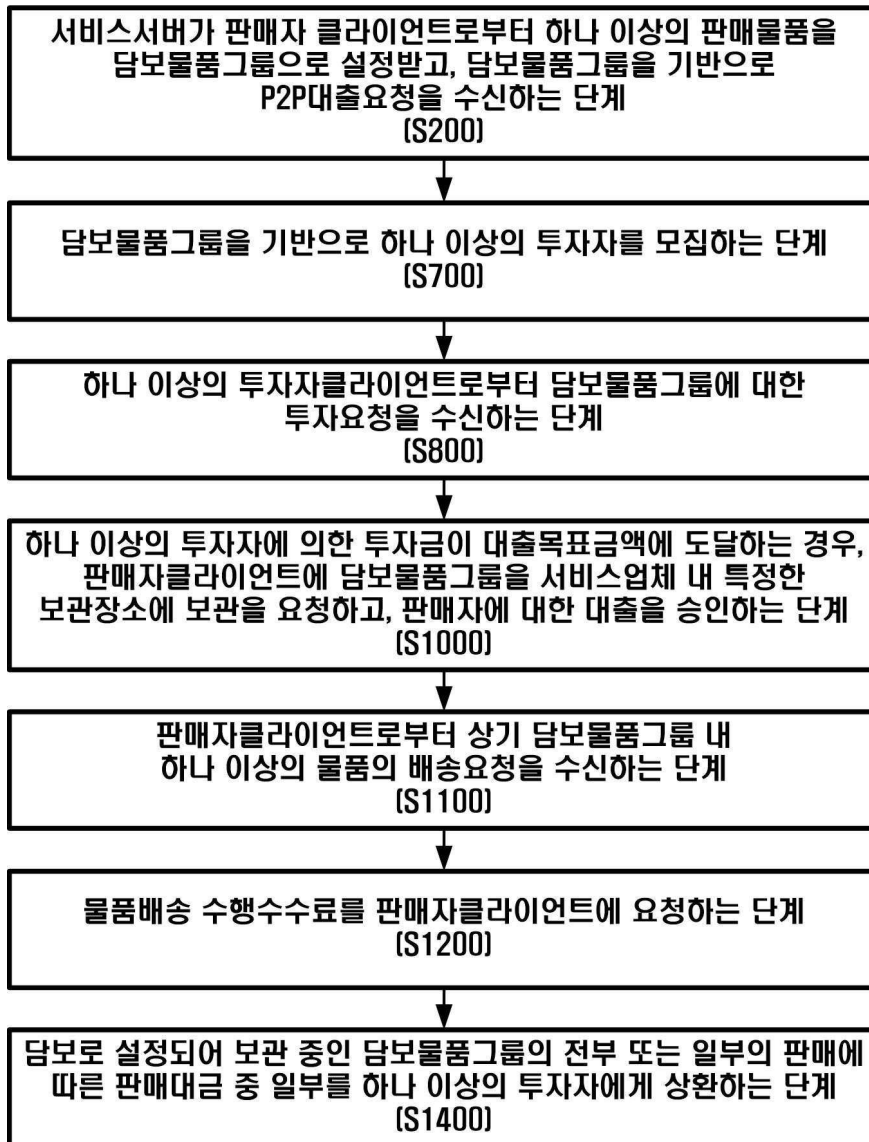 서비스서버가 판매자 클라이언트로부터 하나 이상의 판매물품을
담보물품그룹으로 설정받고, 담보물품그룹을 기반으로
P2P대출요청을 수신하는 단계
(S200)
담보물품그룹을 기반으로 하나 이상의 투자자를 모집하는 단계
(S700)
하나 이상의 투자자클라이언트로부터 담보물품그룹에 대한
투자요청을 수신하는 단계
(S800)
하나 이상의 투자자에 의한 투자금이 대출목표금액에 도달하는 경우,
판매자클라이언트에 담보물품그룹을 서비스업체 내 특정한
보관장소에 보관을 요청하고, 판매자에 대한 대출을 승인하는 단계
(S1000)
판매자클라이언트로부터 상기 담보물품그룹 내
하나 이상의 물품의 배송요청을 수신하는 단계
(S1100)
물품배송 수행수수료를 판매자클라이언트에 요청하는 단계
(S1200)
담보로 설정되어 보관 중인 담보물품그룹의 전부 또는 일부의 판매에
따른 판매대금 중 일부를 하나 이상의 투자자에게 상환하는 단계
(S1400)